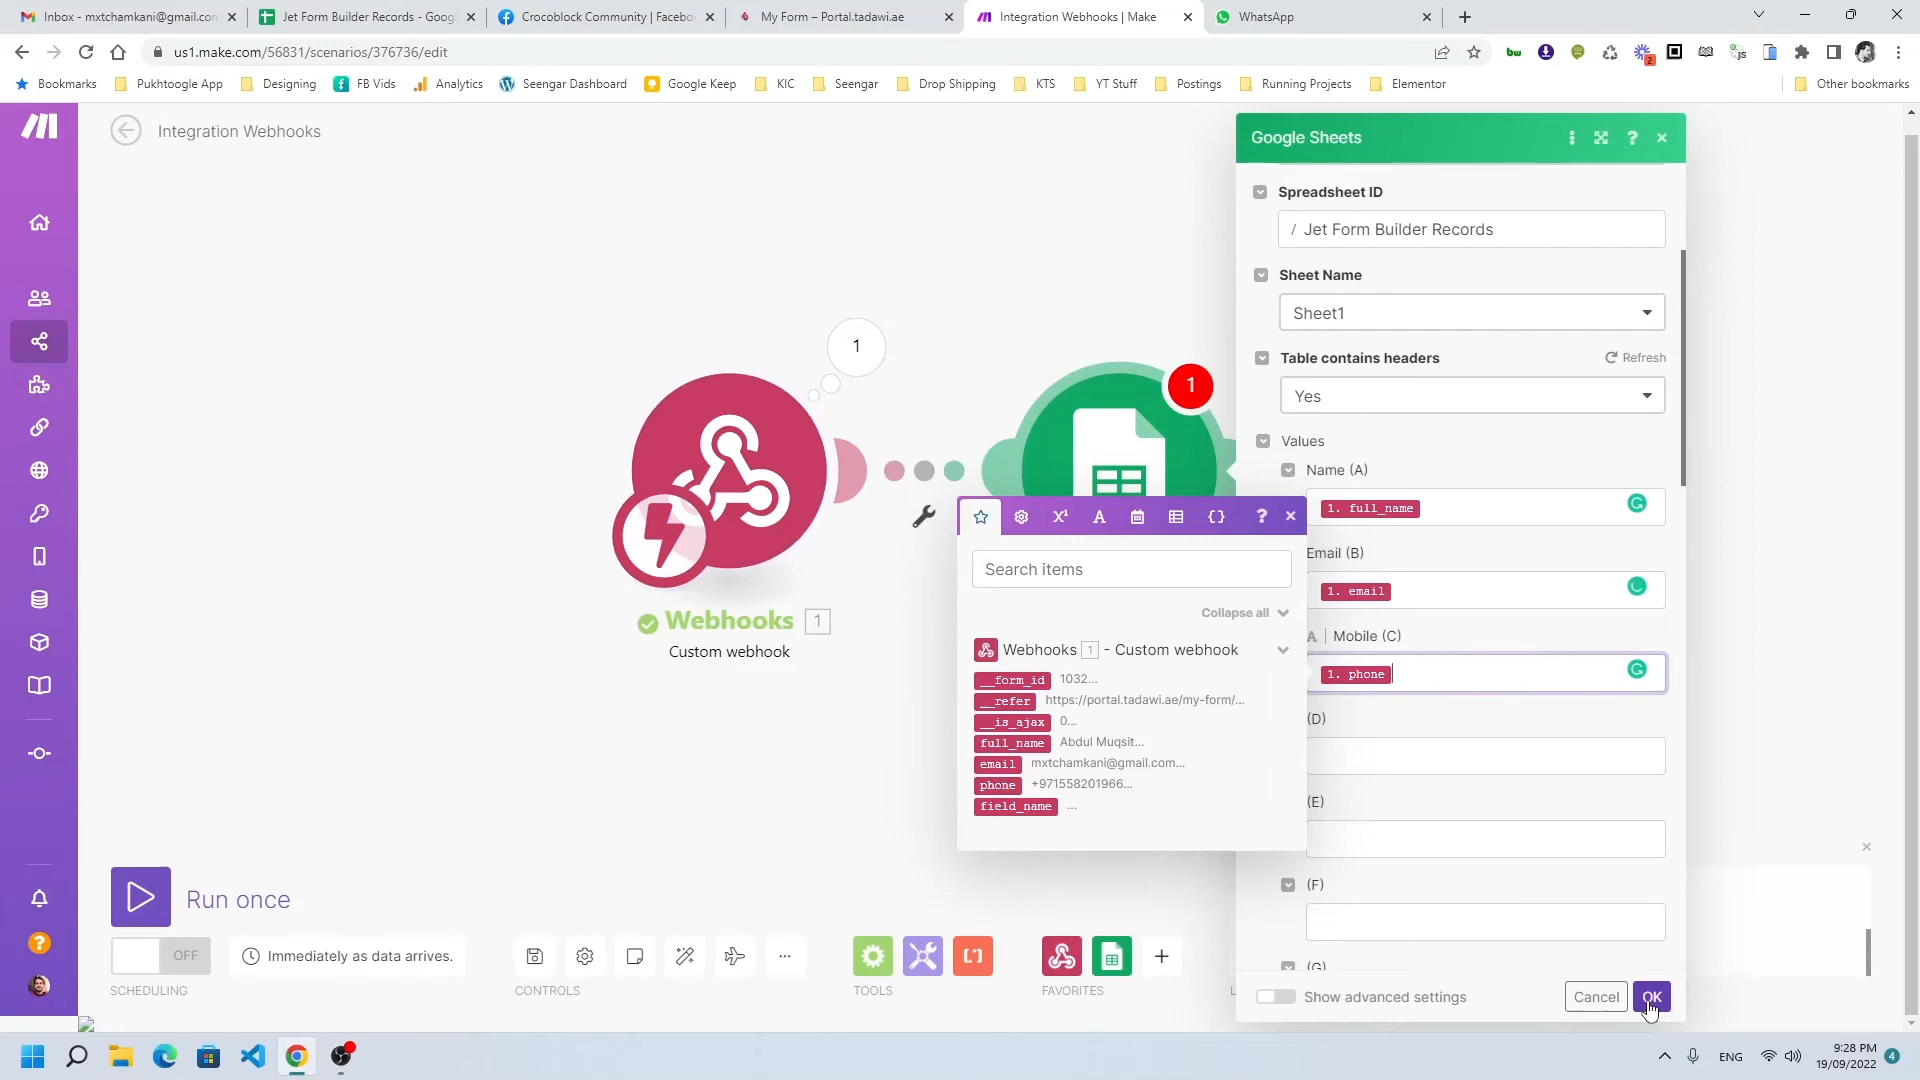 Inbox - mxtchamkani@gmail.con
Jet Form Builder Records - Goog
Crocoblock Community | Facebo
My Form – Portal.tadawi.ae
Integration Webhooks | Make
WhatsApp
us1.make.com/56831/scenarios/376736/edit
2
Bookmarks
Pukhtoogle App
Designing
FB Vids
Analytics
Seengar Dashboard
Google Keep
KIC
Seengar
Drop Shipping
KTS
YT Stuff
Postings
Running Projects
Elementor
Other bookmarks
Integration Webhooks
Google Sheets
Spreadsheet ID
/ Jet Form Builder Records
Sheet Name
Sheet1
Table contains headers
Refresh
Yes
Values
Name (A)
1. full_name
Email (B)
1. email
A | Mobile (C)
1. phone
(D)
(E)
(F)
(G)
Show advanced settings
Cancel
OK
1
1
Webhooks 1
Custom webhook
Search items
Collapse all
Webhooks 1 - Custom webhook
__form_id 1032...
__refer https://portal.tadawi.ae/my-form/...
__is_ajax 0...
full_name Abdul Muqsit...
email mxtchamkani@gmail.com...
phone +971558201966...
field_name ...
Run once
OFF
Immediately as data arrives.
SCHEDULING
CONTROLS
TOOLS
FAVORITES
ENG
9:28 PM
19/09/2022
4